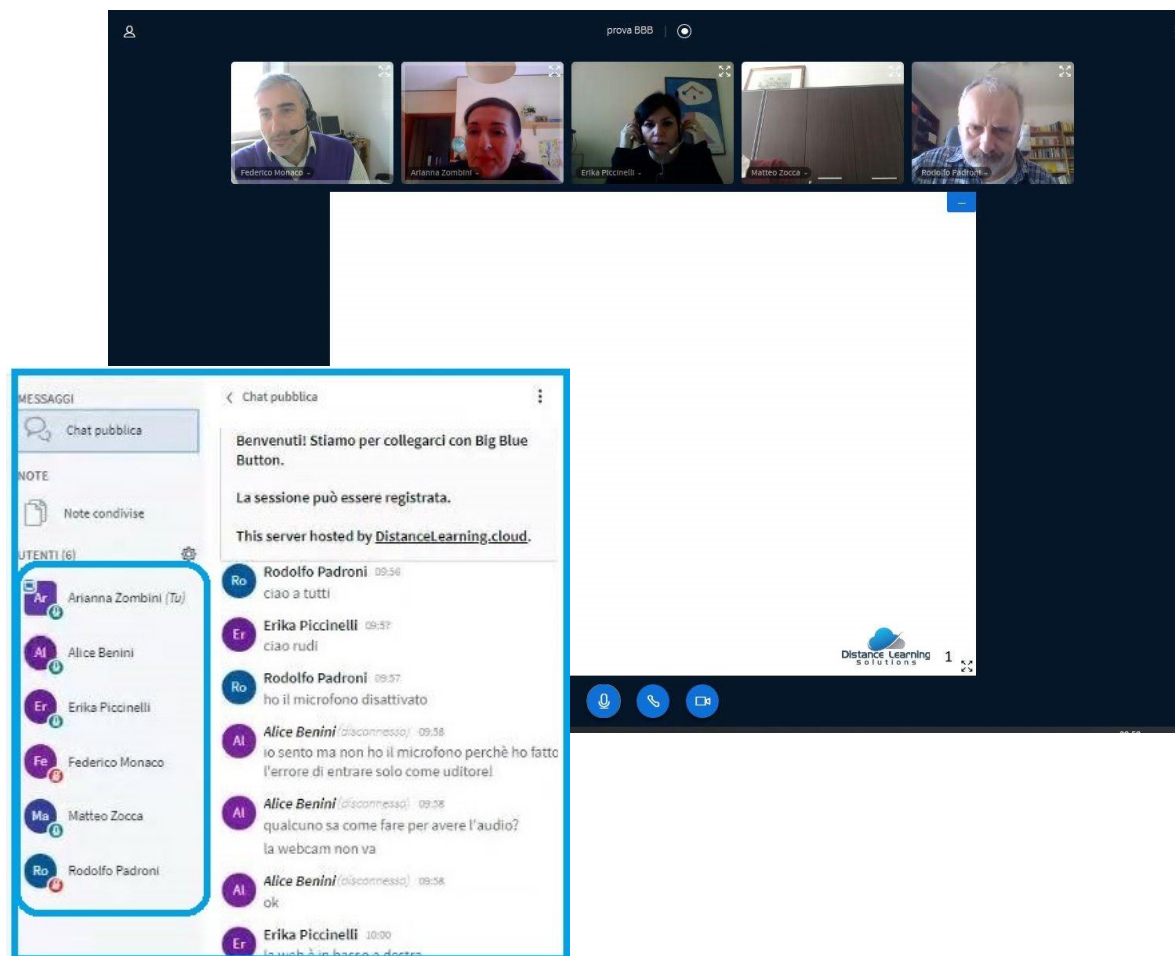 prova BBB
Federico Monaco
Arianna Zombini
Erika Piccinelli
Matteo Zocca
Rodolfo Padroni
Distance Learning
Solutions
1
MESSAGGI
Chat pubblica
NOTE
Note condivise
UTENTI (6)
Ar
Arianna Zombini (Tu)
Al
Alice Benini
Er
Erika Piccinelli
Fe
Federico Monaco
Ma
Matteo Zocca
Ro
Rodolfo Padroni
Chat pubblica
Benvenuti! Stiamo per collegarci con Big Blue
Button.
La sessione può essere registrata.
This server hosted by DistanceLearning.cloud.
Ro
Rodolfo Padroni 09:56
ciao a tutti
Er
Erika Piccinelli 09:57
ciao rudi
Ro
Rodolfo Padroni 09:57
ho il microfono disattivato
Al
Alice Benini (disconnesso) 09:58
io sento ma non ho il microfono perchè ho fatto
l'errore di entrare solo come uditore!
Al
Alice Benini (disconnesso) 09:58
qualcuno sa come fare per avere l'audio?
la webcam non va
Al
Alice Benini (disconnesso) 09:58
ok
Er
Erika Piccinelli 10:00
la web è in basso a destra